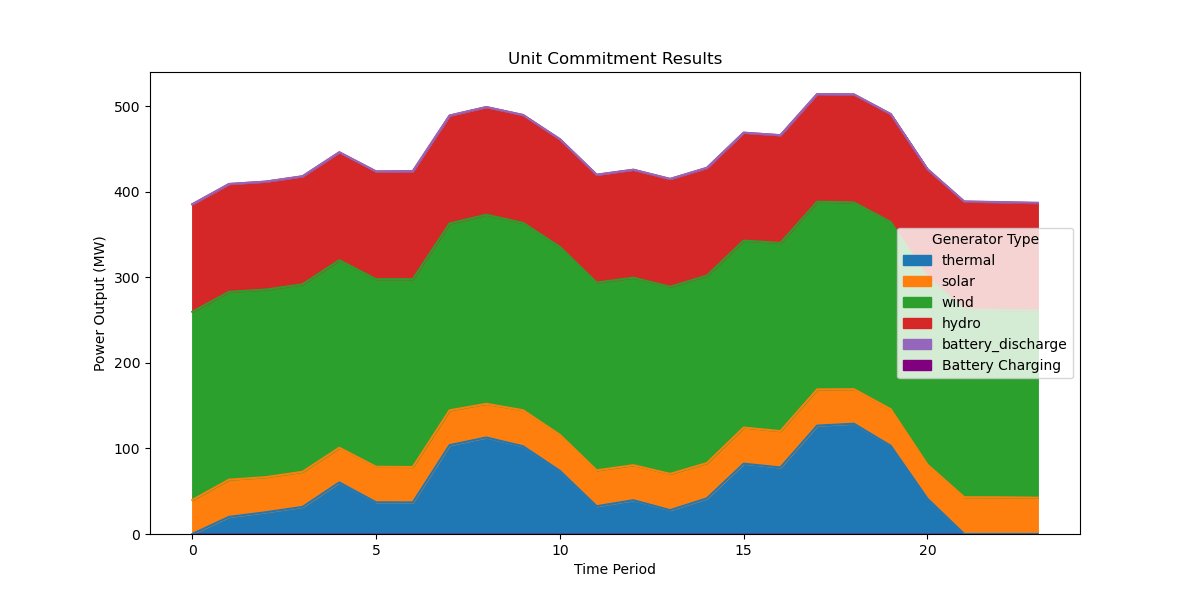 Unit Commitment Results
Power Output (MW)
500
400
300
200
100
0
Generator Type
thermal
solar
wind
hydro
battery_discharge
Battery Charging
0 5 10 15 20
Time Period